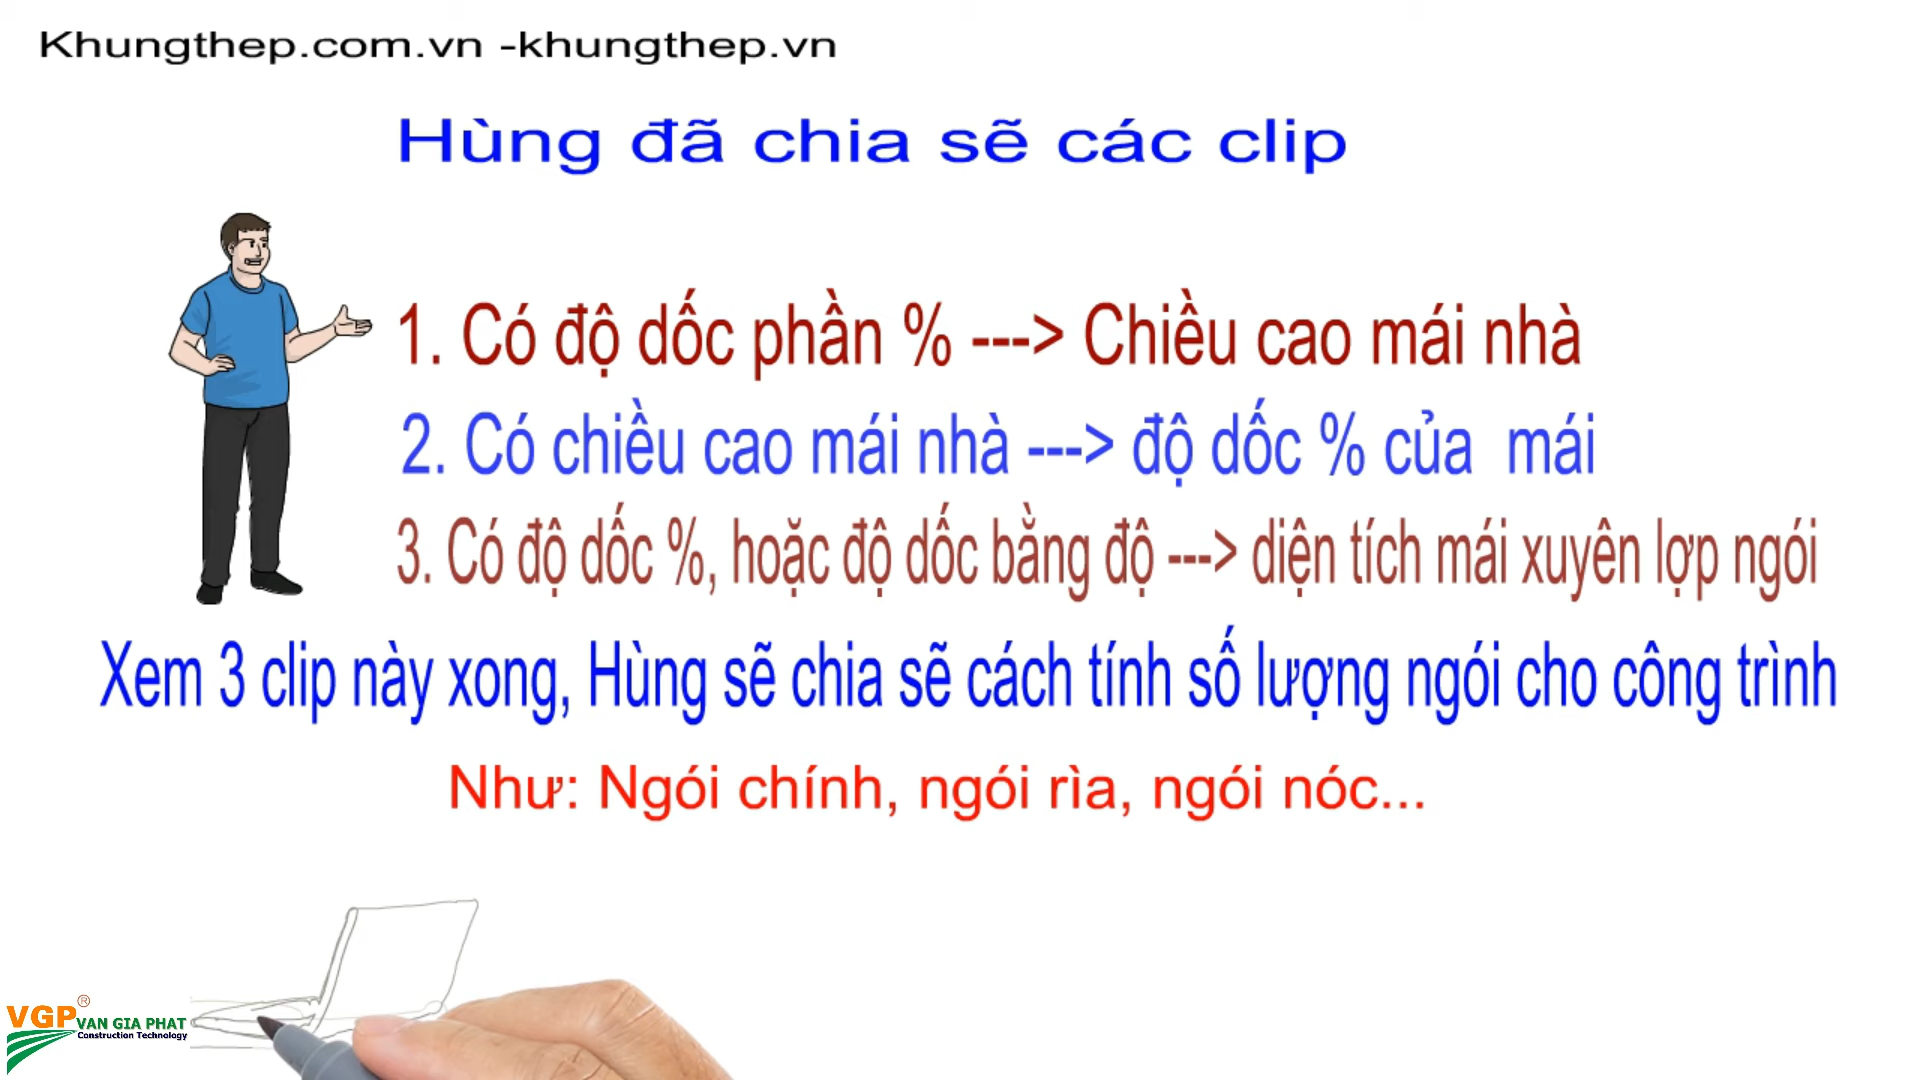 Khungthep.com.vn -khungthep.vn
Hùng đã chia sẽ các clip
1. Có độ dốc phần % ---> Chiều cao mái nhà
2. Có chiều cao mái nhà ---> độ dốc % của mái
3. Có độ dốc %, hoặc độ dốc bằng độ ---> diện tích mái xuyên lợp ngói
Xem 3 clip này xong, Hùng sẽ chia sẽ cách tính số lượng ngói cho công trình
Như: Ngói chính, ngói rìa, ngói nóc...
VGP® VAN GIA PHAT
Construction Technology